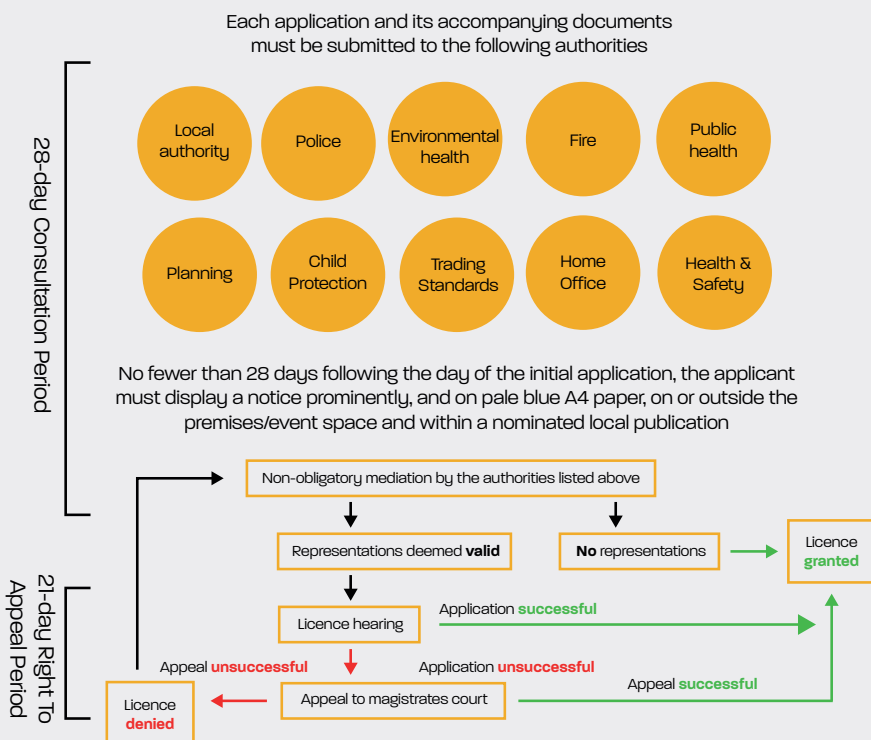 Each application and its accompanying documents
must be submitted to the following authorities
28-day Consultation Period
Local
authority
Police
Environmental
health
Fire
Public
health
Planning
Child
Protection
Trading
Standards
Home
Office
Health &
Safety
No fewer than 28 days following the day of the initial application, the applicant
must display a notice prominently, and on pale blue A4 paper, on or outside the
premises/event space and within a nominated local publication
Non-obligatory mediation by the authorities listed above
Representations deemed valid
No representations
Licence
granted
21-day Right To
Appeal Period
Licence hearing
Application successful
Appeal unsuccessful
Application unsuccessful
Appeal to magistrates court
Appeal successful
Licence
denied